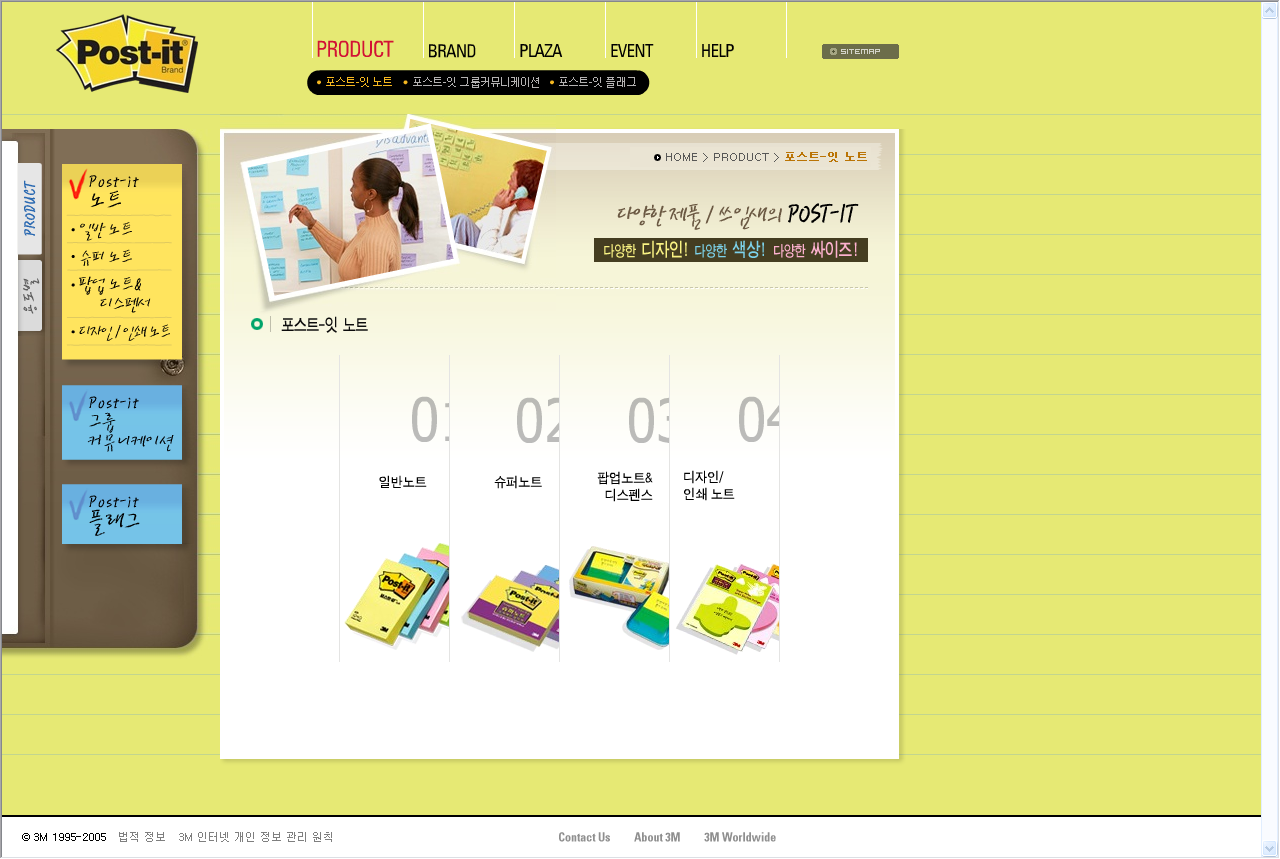 Post-it
Brand
PRODUCT
BRAND
PLAZA
EVENT
HELP
SITEMAP
포스트-잇 노트
포스트-잇 그룹커뮤니케이션
포스트-잇 플래그
PRODUCT
Post-it
노트
• 일반 노트
• 슈퍼 노트
• 팝업 노트&
디스펜서
• 디자인/인쇄노트
Post-it
그룹
커뮤니케이션
Post-it
플래그
HOME > PRODUCT > 포스트-잇 노트
다양한 제품 / 쓰임새의 POST-IT
다양한 디자인! 다양한 색상! 다양한 싸이즈!
포스트-잇 노트
01
일반노트
02
슈퍼노트
03
팝업노트&
디스펜스
04
디자인/
인쇄 노트
Post-it
Post-it
Post-it
© 3M 1995-2005 법적 정보 3M 인터넷 개인 정보 관리 원칙
Contact Us About 3M 3M Worldwide